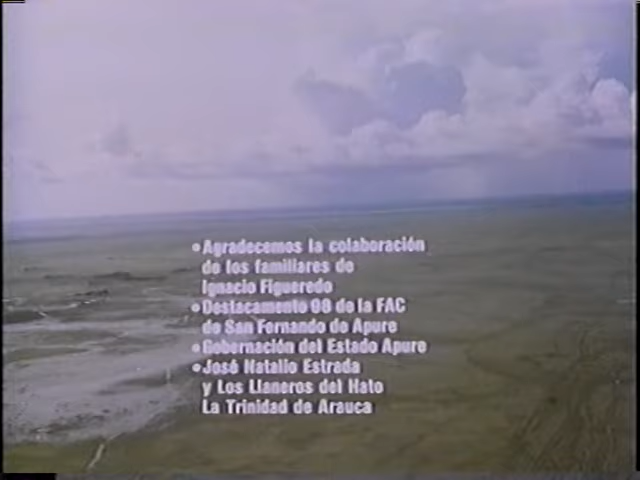 • Agradecemos la colaboración
de los familiares de
Ignacio Figueredo
• Destacamento 98 de la FAC
de San Fernando de Apure
• Gobernación del Estado Apure
• José Natalio Estrada
y Los Llaneros del Hato
La Trinidad de Arauca